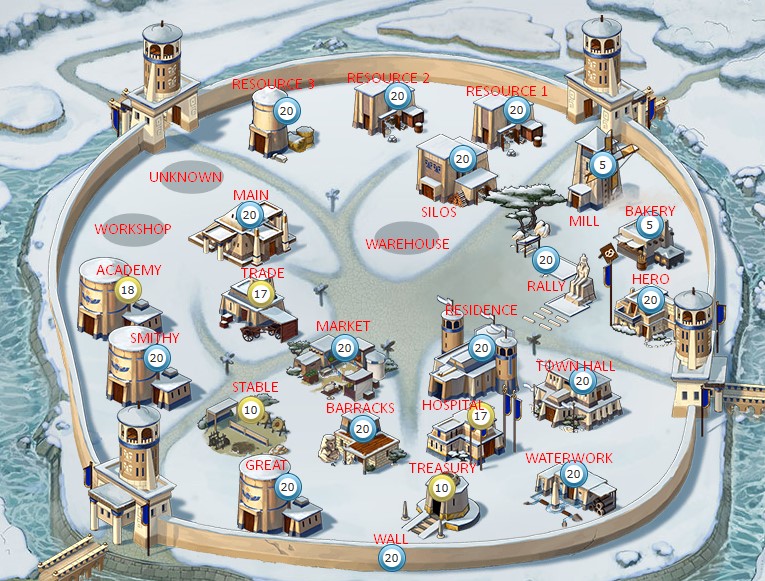 RESOURCE 3
20
RESOURCE 2
20
RESOURCE 1
20
20
SILOS
5
MILL
UNKNOWN
MAIN
20
WORKSHOP
WAREHOUSE
BAKERY
5
20
RALLY
HERO
20
ACADEMY
18
TRADE
17
SMITHY
20
MARKET
20
RESIDENCE
20
TOWN HALL
20
STABLE
10
BARRACKS
20
HOSPITAL
17
GREAT
20
TREASURY
10
WATERWORK
20
WALL
20